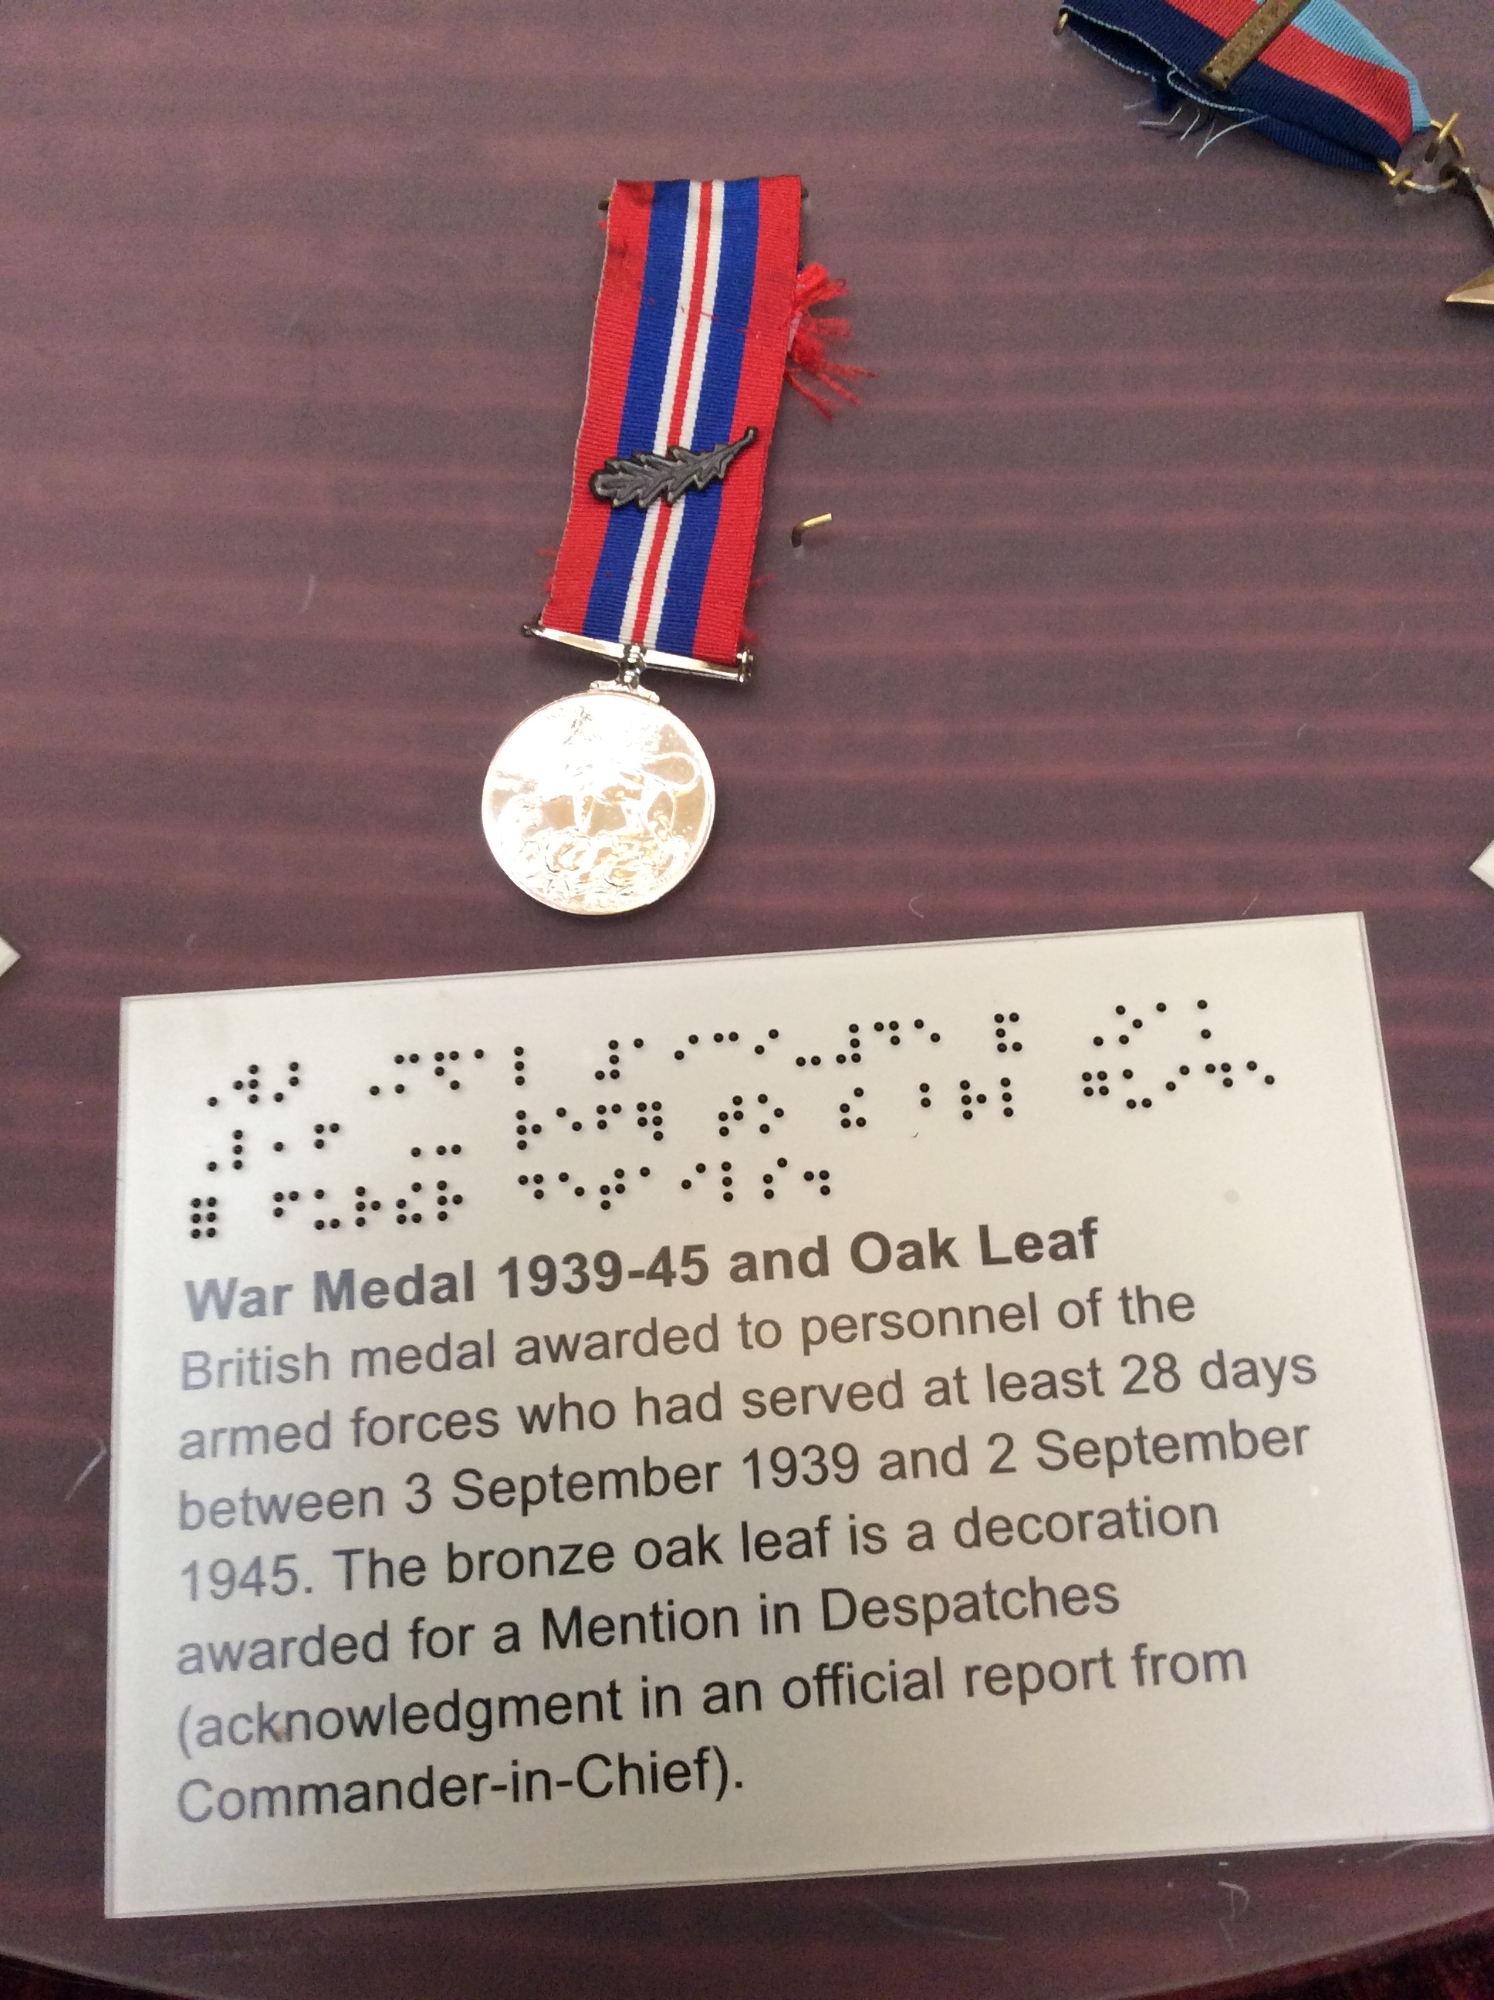 War Medal 1939-45 and Oak Leaf
British medal awarded to personnel of the
armed forces who had served at least 28 days
between 3 September 1939 and 2 September
1945. The bronze oak leaf is a decoration
awarded for a Mention in Despatches
(acknowledgment in an official report from
Commander-in-Chief).